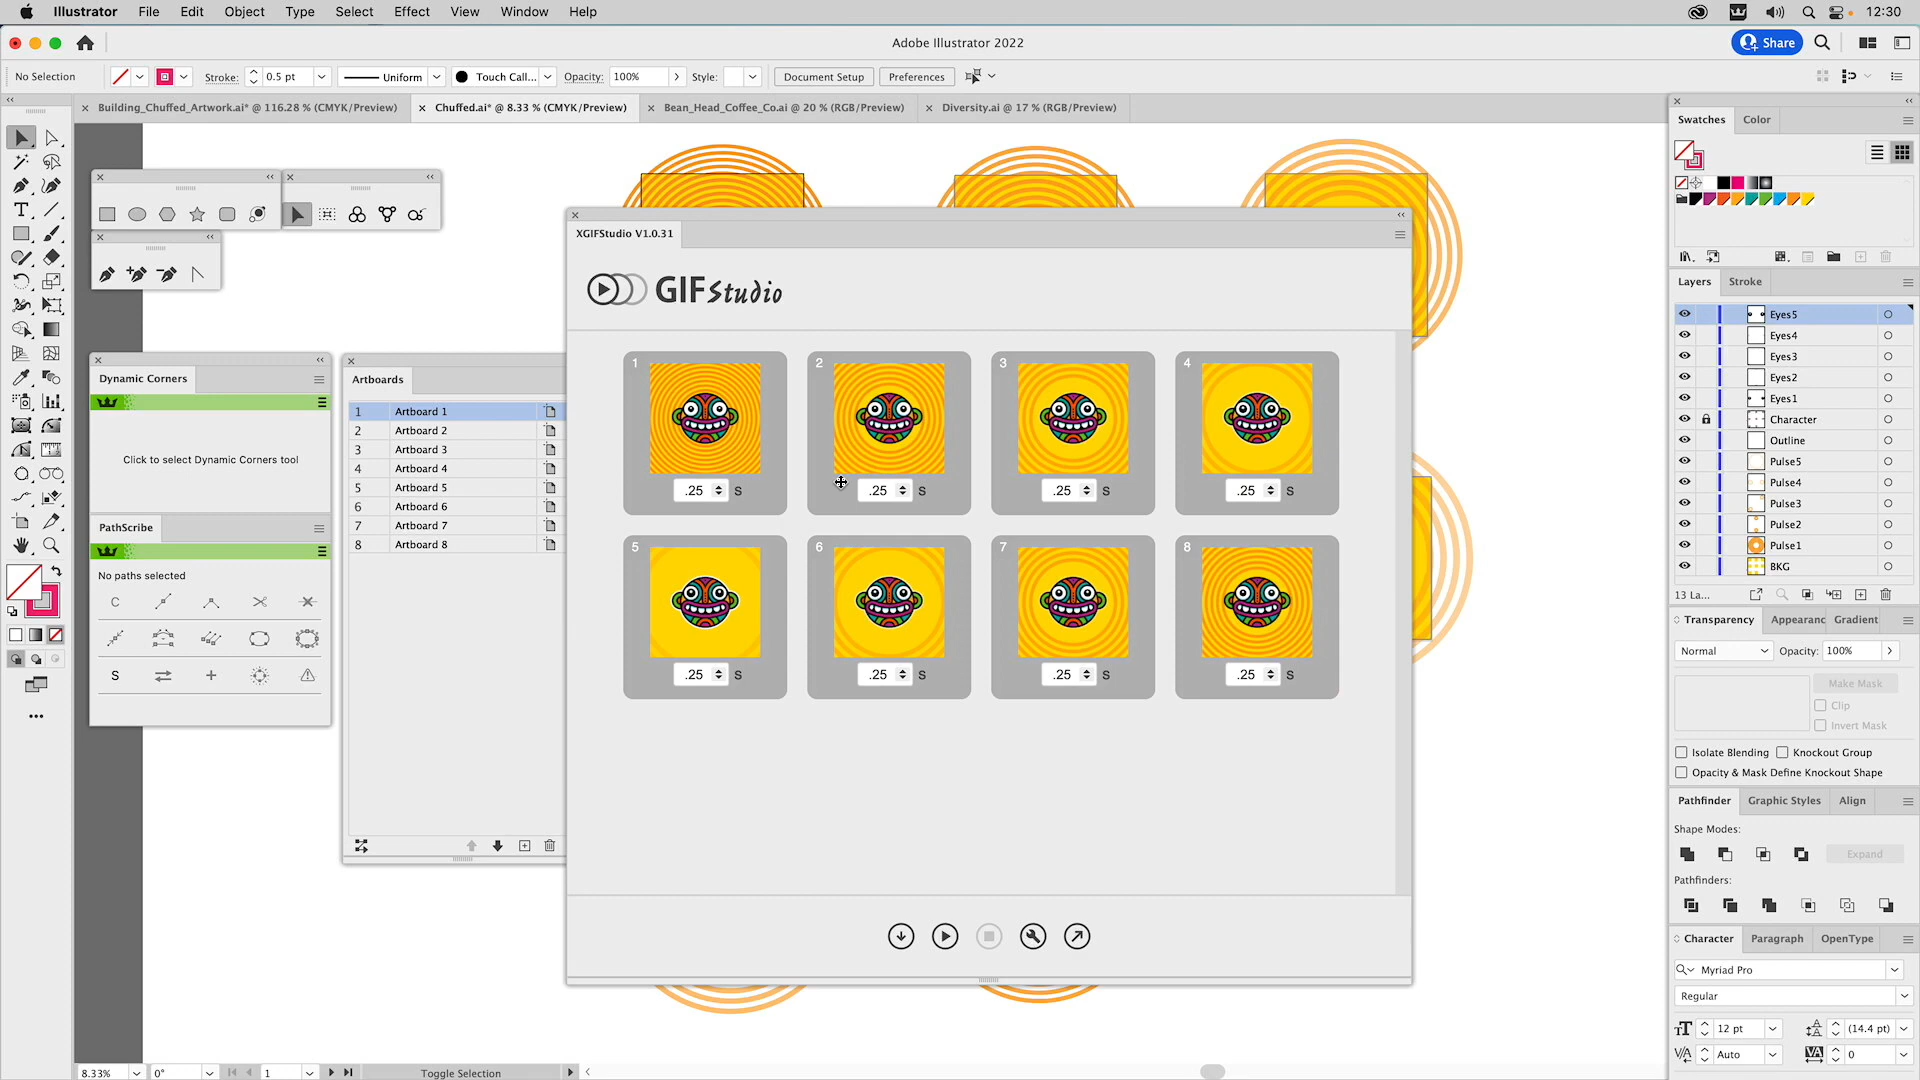 Illustrator File Edit Object Type Select Effect View Window Help 12:30
Adobe Illustrator 2022
Share
No Selection Stroke: 0.5 pt Uniform Touch Call... Opacity: 100% Style: Document Setup Preferences
Building_Chuffed_Artwork.ai* @ 116.28 % (CMYK/Preview) Chuffed.ai* @ 8.33 % (CMYK/Preview) Bean_Head_Coffee_Co.ai @ 20 % (RGB/Preview) Diversity.ai @ 17 % (RGB/Preview)
Swatches Color
XGIFStudio V1.0.31
GIFStudio
Layers Stroke
Eyes5
Eyes4
Eyes3
Eyes2
Eyes1
Character
Outline
Pulse5
Pulse4
Pulse3
Pulse2
Pulse1
BKG
13 La...
Dynamic Corners
Click to select Dynamic Corners tool
PathScribe
No paths selected
C
S
Artboards
1 Artboard 1
2 Artboard 2
3 Artboard 3
4 Artboard 4
5 Artboard 5
6 Artboard 6
7 Artboard 7
8 Artboard 8
1 2 3 4
.25 S .25 S .25 S .25 S
5 6 7 8
.25 S .25 S .25 S .25 S
Transparency Appearanc Gradient
Normal Opacity: 100%
Make Mask
Clip
Invert Mask
Isolate Blending Knockout Group
Opacity & Mask Define Knockout Shape
Pathfinder Graphic Styles Align
Shape Modes:
Expand
Pathfinders:
Character Paragraph OpenType
Myriad Pro
Regular
12 pt (14.4 pt)
Auto 0
8.33% 0° 1 Toggle Selection